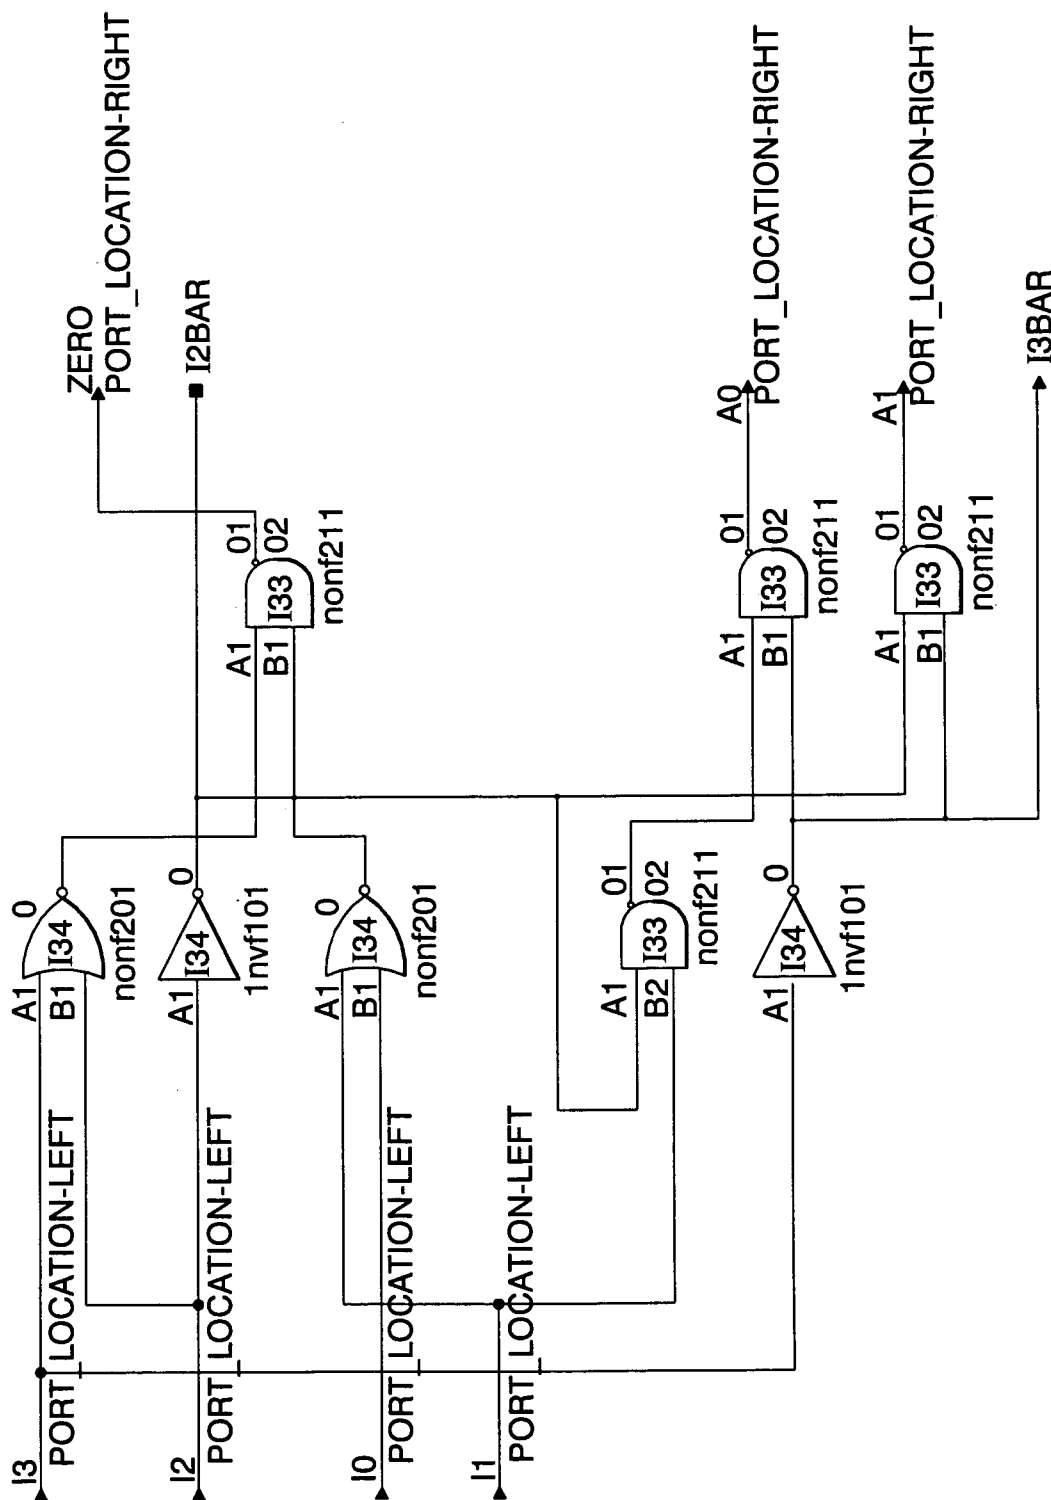 I3
PORT_LOCATION-LEFT
A1
B1
I34
0
nonf201
ZERO
PORT_LOCATION-RIGHT
I2
PORT_LOCATION-LEFT
A1
I34
0
1nvf101
I2BAR
A1
B1
I33
01
02
nonf211
I0
PORT_LOCATION-LEFT
A1
B1
I34
0
nonf201
I1
PORT_LOCATION-LEFT
A1
B2
I33
01
02
nonf211
A1
B1
I33
01
02
nonf211
A0
PORT_LOCATION-RIGHT
A1
I34
0
1nvf101
A1
B1
I33
01
02
nonf211
A1
PORT_LOCATION-RIGHT
I3BAR